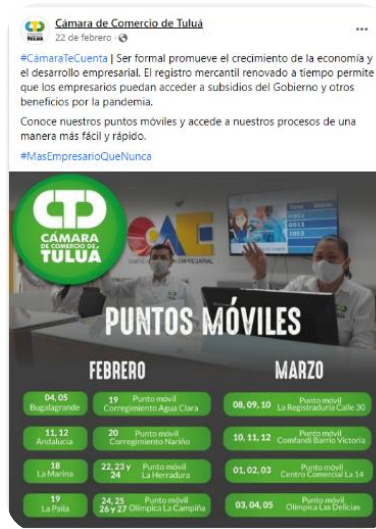 Cámara de Comercio de Tuluá
22 de febrero
#CámaraTeCuenta | Ser formal promueve el crecimiento de la economía y
el desarrollo empresarial. El registro mercantil renovado a tiempo permite
que los empresarios puedan acceder a subsidios del Gobierno y otros
beneficios por la pandemia.
Conoce nuestros puntos móviles y accede a nuestros procesos de una
manera más fácil y rápido.
#MasEmpresarioQueNunca
CÁMARA
DE COMERCIO DE
TULUÁ
CAE
PUNTOS MÓVILES
FEBRERO
04, 05
Bugalagrande
11, 12
Andalucía
18
La Marina
19
La Paila
19 Punto móvil
Corregimiento Agua Clara
20 Punto móvil
Corregimiento Nariño
22, 23 y Punto móvil
24 La Herradura
24, 25 Punto móvil
26 y 27 Olímpica La Campiña
MARZO
08, 09, 10 Punto móvil
La Registraduría Calle 30
10, 11, 12 Punto móvil
Comfandi Barrio Victoria
01, 02, 03 Punto móvil
Centro Comercial La 14
03, 04, 05 Punto móvil
Olímpica Las Delicias